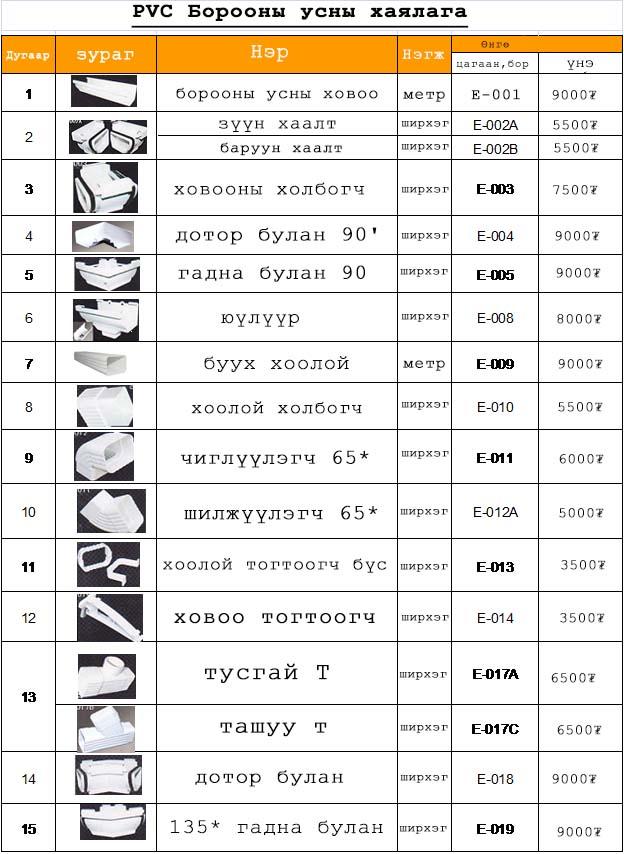 PVC Борооны усны хаялага
Дугаар зураг Нэр Нэгж Өнгө
цагаан,бор үнэ
1 борооны усны ховоо метр E-001 9000₮
2 зүүн хаалт ширхэг E-002A 5500₮
баруун хаалт ширхэг E-002B 5500₮
3 ховооны холбогч ширхэг E-003 7500₮
4 дотор булан 90' ширхэг E-004 9000₮
5 гадна булан 90 ширхэг E-005 9000₮
6 юүлүүр ширхэг E-008 8000₮
7 буух хоолой метр E-009 9000₮
8 хоолой холбогч ширхэг E-010 5500₮
9 чиглүүлэгч 65* ширхэг E-011 6000₮
10 шилжүүлэгч 65* ширхэг E-012A 5000₮
11 хоолой тогтоогч бүс ширхэг E-013 3500₮
12 ховоо тогтоогч ширхэг E-014 3500₮
13 тусгай Т ширхэг E-017A 6500₮
ташуу т ширхэг E-017C 6500₮
14 дотор булан ширхэг E-018 9000₮
15 135* гадна булан ширхэг E-019 9000₮